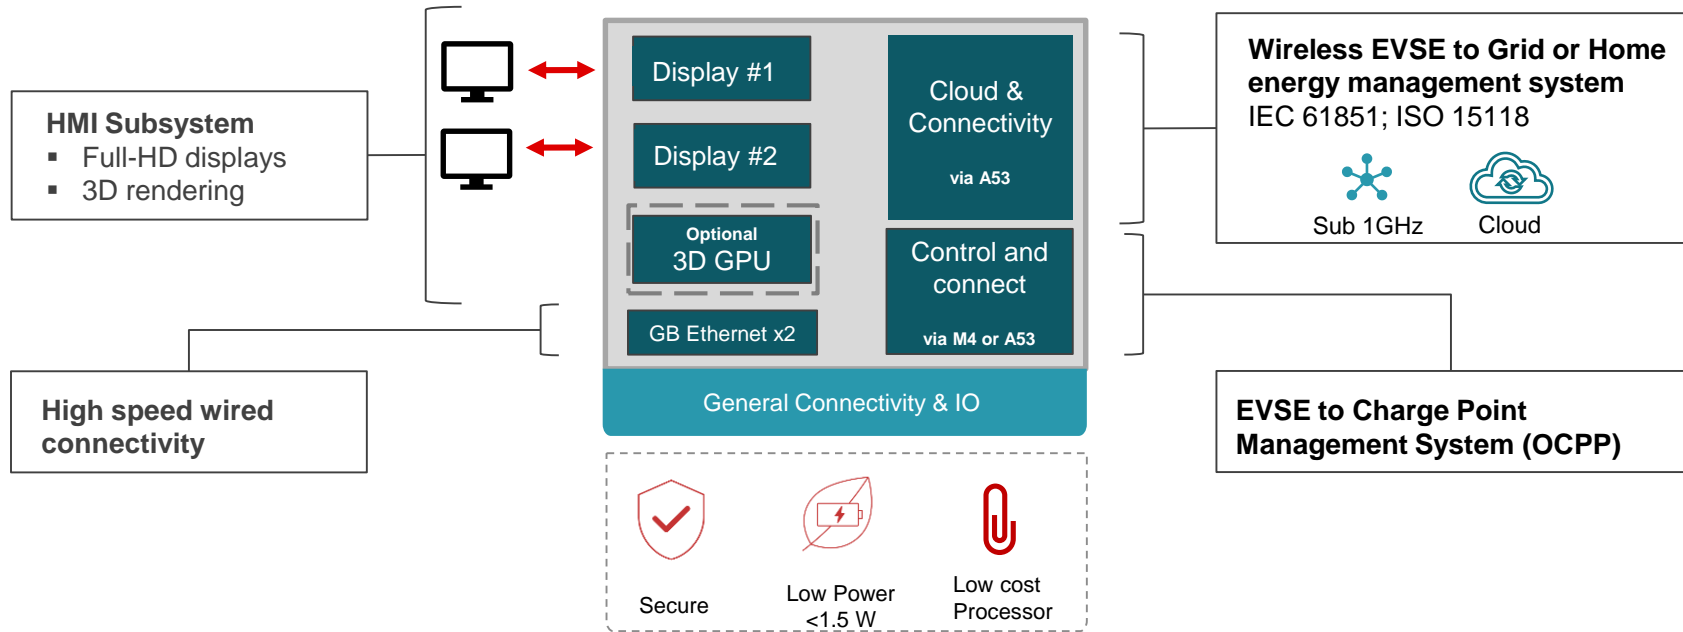 HMI Subsystem
▪ Full-HD displays
▪ 3D rendering
High speed wired
connectivity
Display #1
Display #2
Optional
3D GPU
GB Ethernet x2
Cloud &
Connectivity
via A53
Control and
connect
via M4 or A53
General Connectivity & IO
Secure
Low Power
<1.5 W
Low cost
Processor
Wireless EVSE to Grid or Home
energy management system
IEC 61851; ISO 15118
Sub 1GHz
Cloud
EVSE to Charge Point
Management System (OCPP)